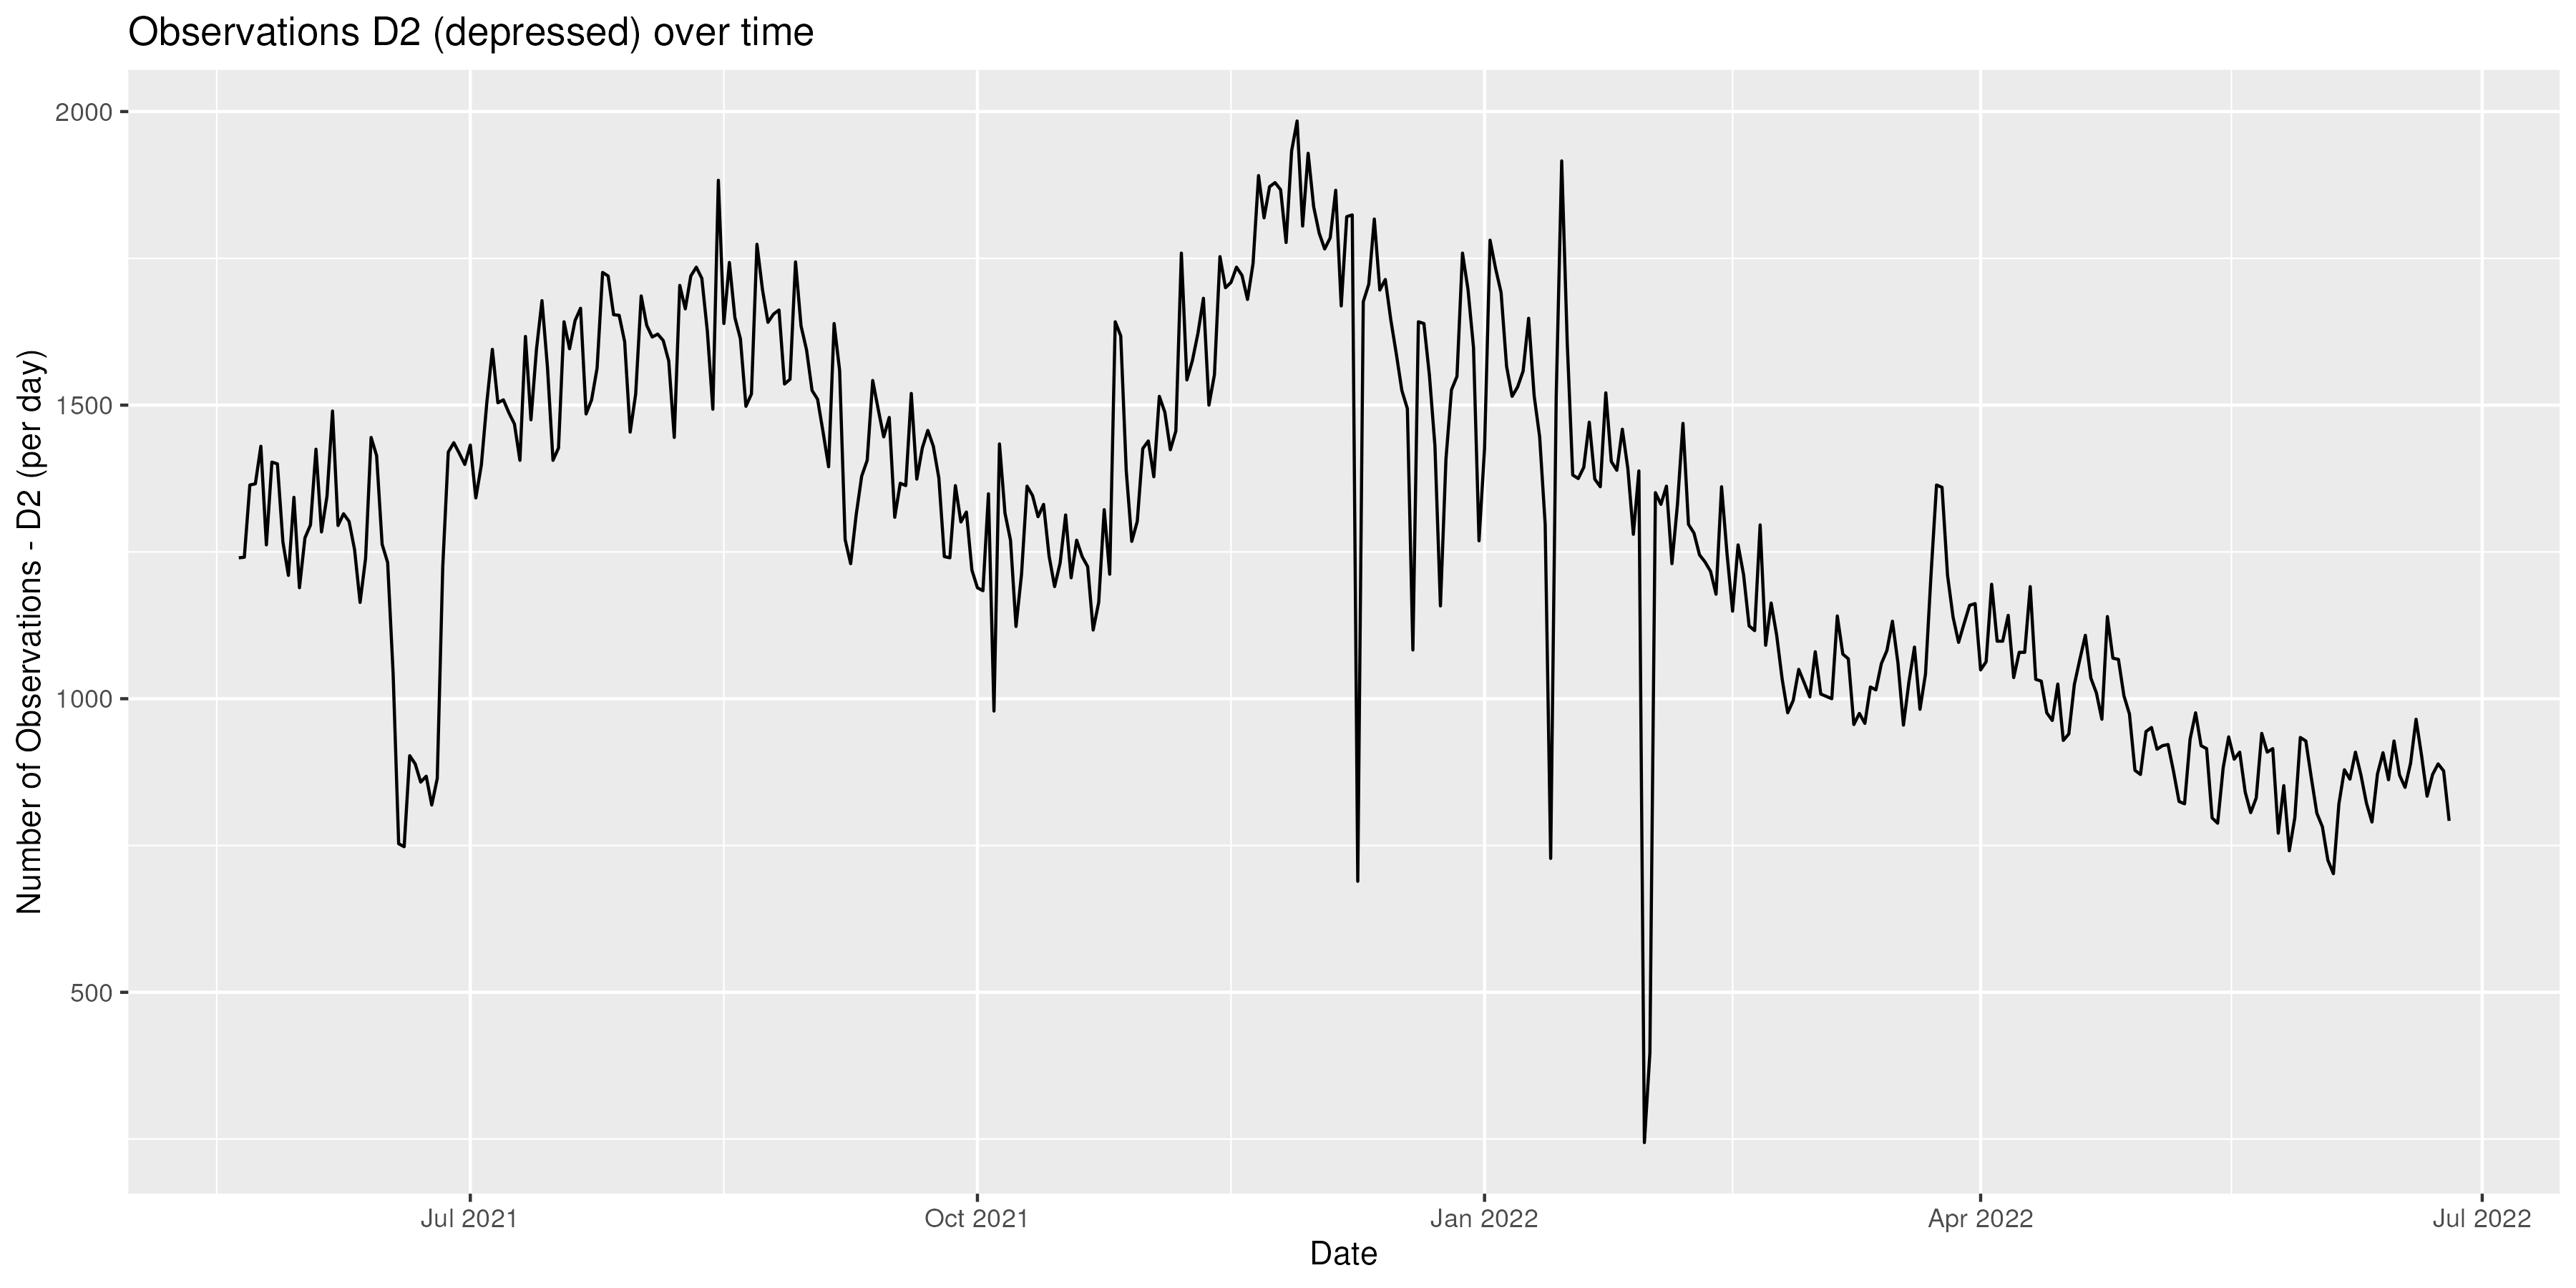 Observations D2 (depressed) over time
Number of Observations - D2 (per day)
2000
1500
1000
500
Jul 2021
Oct 2021
Jan 2022
Apr 2022
Jul 2022
Date